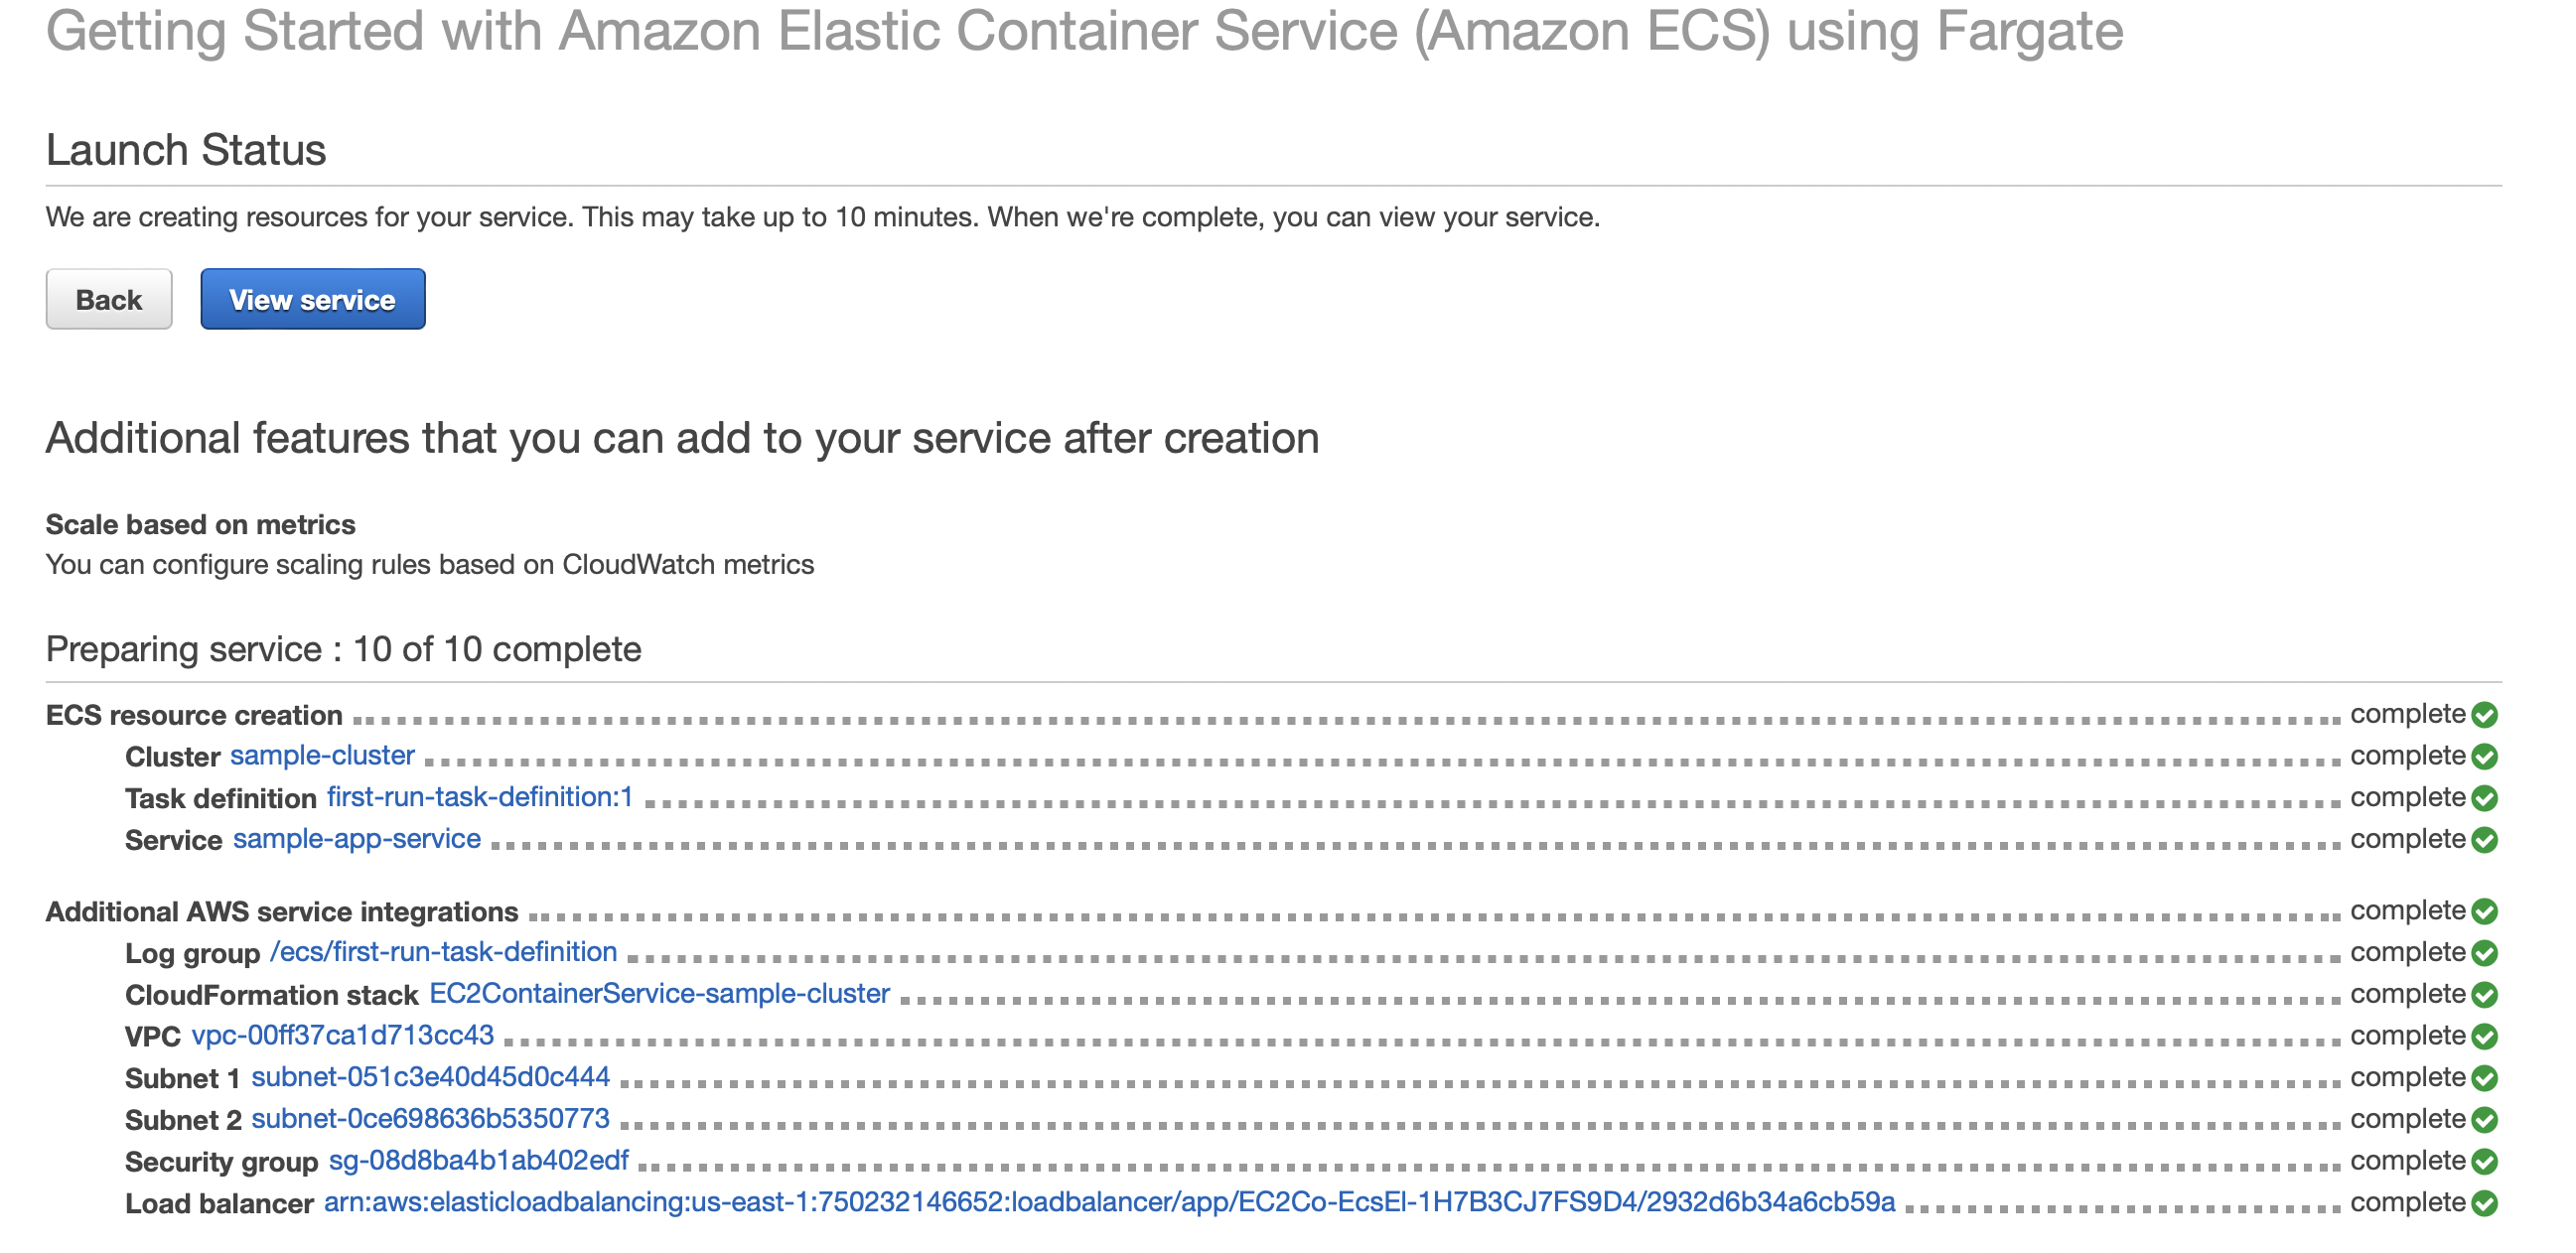 Getting Started with Amazon Elastic Container Service (Amazon ECS) using Fargate
Launch Status
We are creating resources for your service. This may take up to 10 minutes. When we're complete, you can view your service.
Back View service
Additional features that you can add to your service after creation
Scale based on metrics
You can configure scaling rules based on CloudWatch metrics
Preparing service : 10 of 10 complete
ECS resource creation complete
Cluster sample-cluster complete
Task definition first-run-task-definition:1 complete
Service sample-app-service complete
Additional AWS service integrations complete
Log group /ecs/first-run-task-definition complete
CloudFormation stack EC2ContainerService-sample-cluster complete
VPC vpc-00ff37ca1d713cc43 complete
Subnet 1 subnet-051c3e40d45d0c444 complete
Subnet 2 subnet-0ce698636b5350773 complete
Security group sg-08d8ba4b1ab402edf complete
Load balancer arn:aws:elasticloadbalancing:us-east-1:750232146652:loadbalancer/app/EC2Co-EcsEl-1H7B3CJ7FS9D4/2932d6b34a6cb59a complete